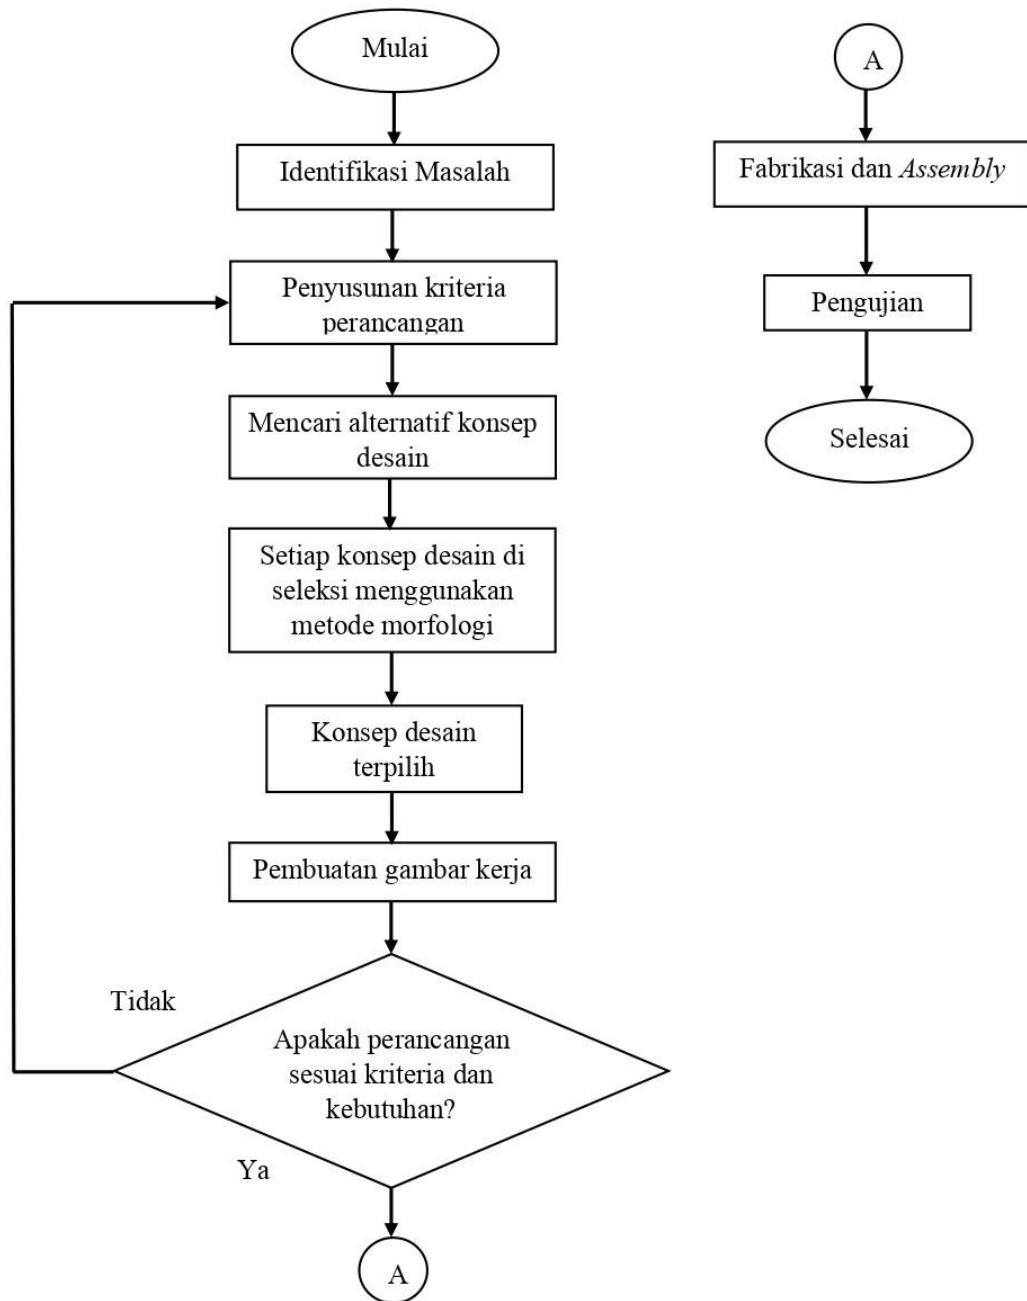 Mulai
Identifikasi Masalah
Penyusunan kriteria
perancangan
Mencari alternatif konsep
desain
Setiap konsep desain di
seleksi menggunakan
metode morfologi
Konsep desain
terpilih
Pembuatan gambar kerja
Tidak
Apakah perancangan
sesuai kriteria dan
kebutuhan?
Ya
A
A
Fabrikasi dan Assembly
Pengujian
Selesai